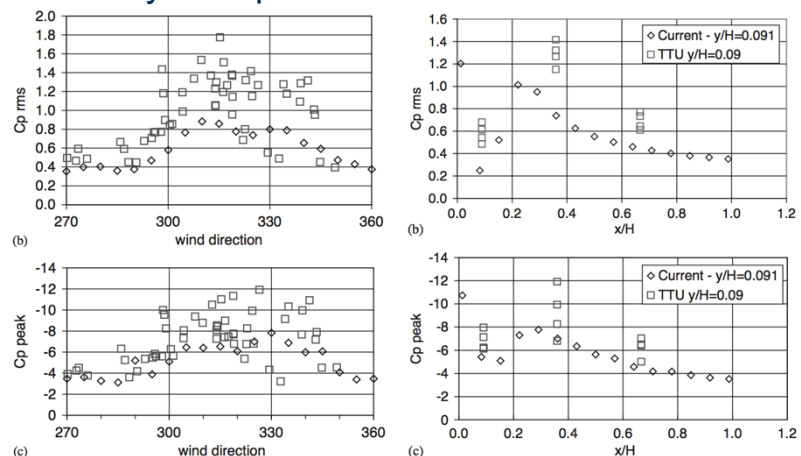 2.0
1.8
1.6
1.4
1.2
1.0
0.8
0.6
0.4
0.2
0.0
Cp rms
270 300 330 360
wind direction
(b)
1.6
1.4
1.2
1.0
0.8
0.6
0.4
0.2
0.0
Cp rms
Current - y/H=0.091
TTU y/H=0.09
0.0 0.2 0.4 0.6 0.8 1.0 1.2
x/H
(b)
-14
-12
-10
-8
-6
-4
-2
0
Cp peak
270 300 330 360
wind direction
(c)
-14
-12
-10
-8
-6
-4
-2
0
Cp peak
Current - y/H=0.091
TTU y/H=0.09
0.0 0.2 0.4 0.6 0.8 1.0 1.2
x/H
(c)